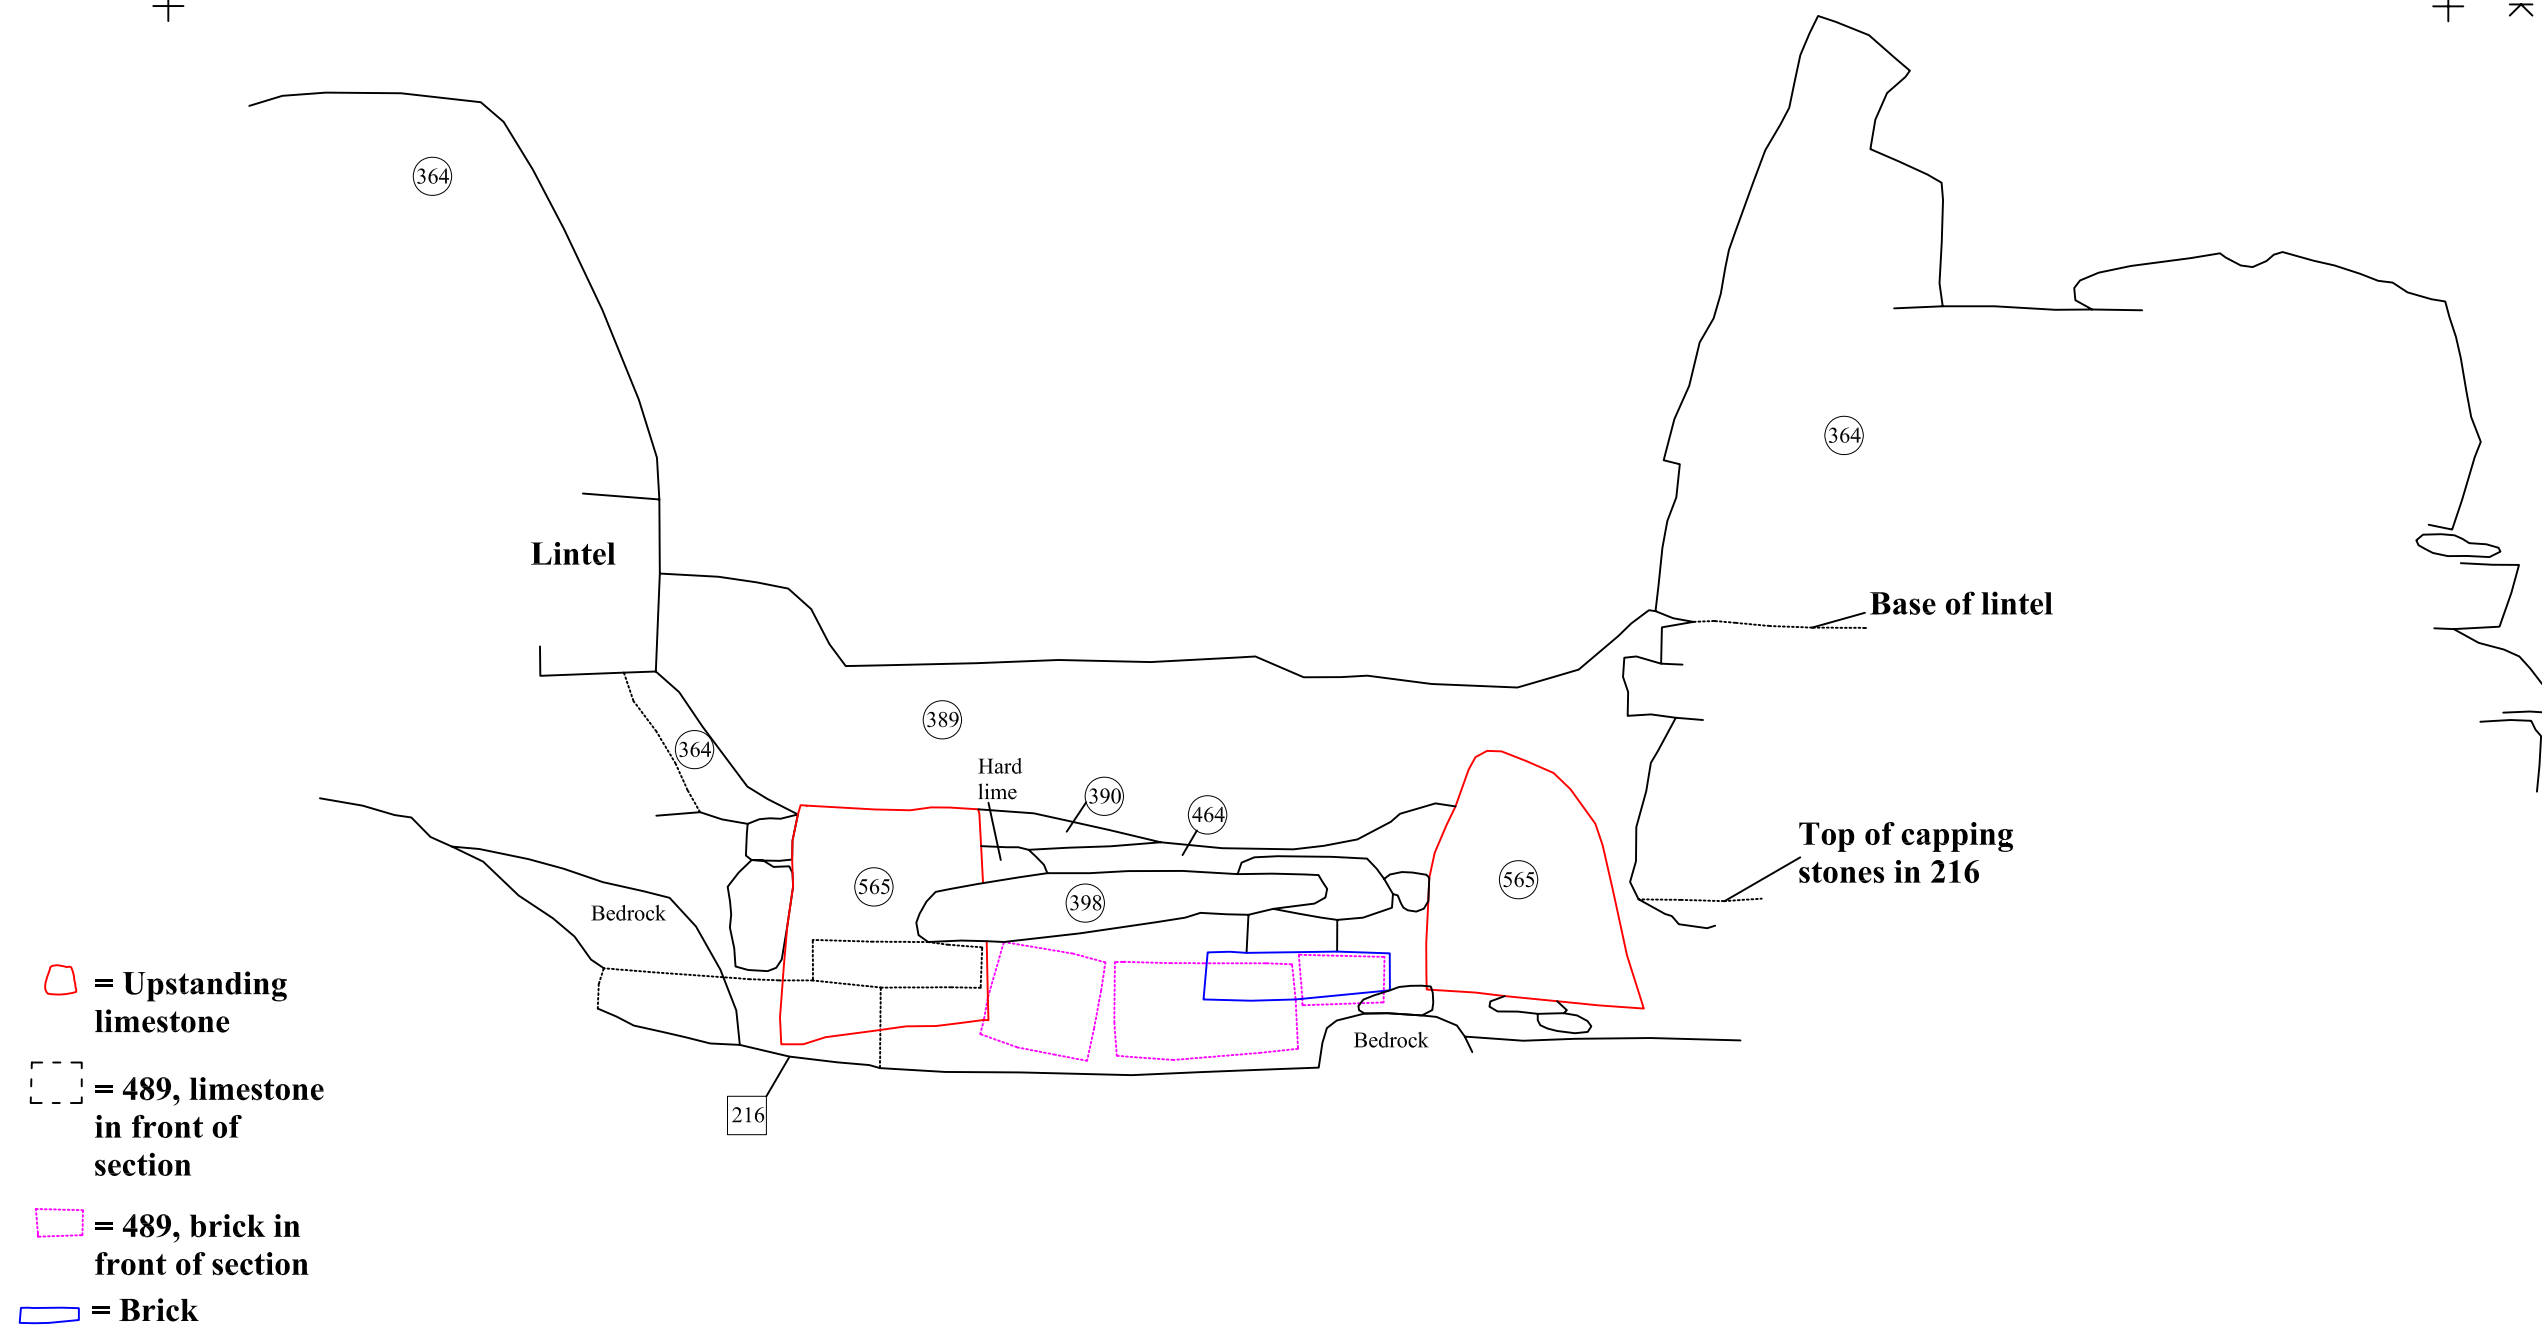 364
364
Lintel
Base of lintel
389
364
Hard
lime
390
464
Top of capping
stones in 216
565
398
565
Bedrock
= Upstanding
limestone
Bedrock
= 489, limestone
in front of
section
216
= 489, brick in
front of section
= Brick